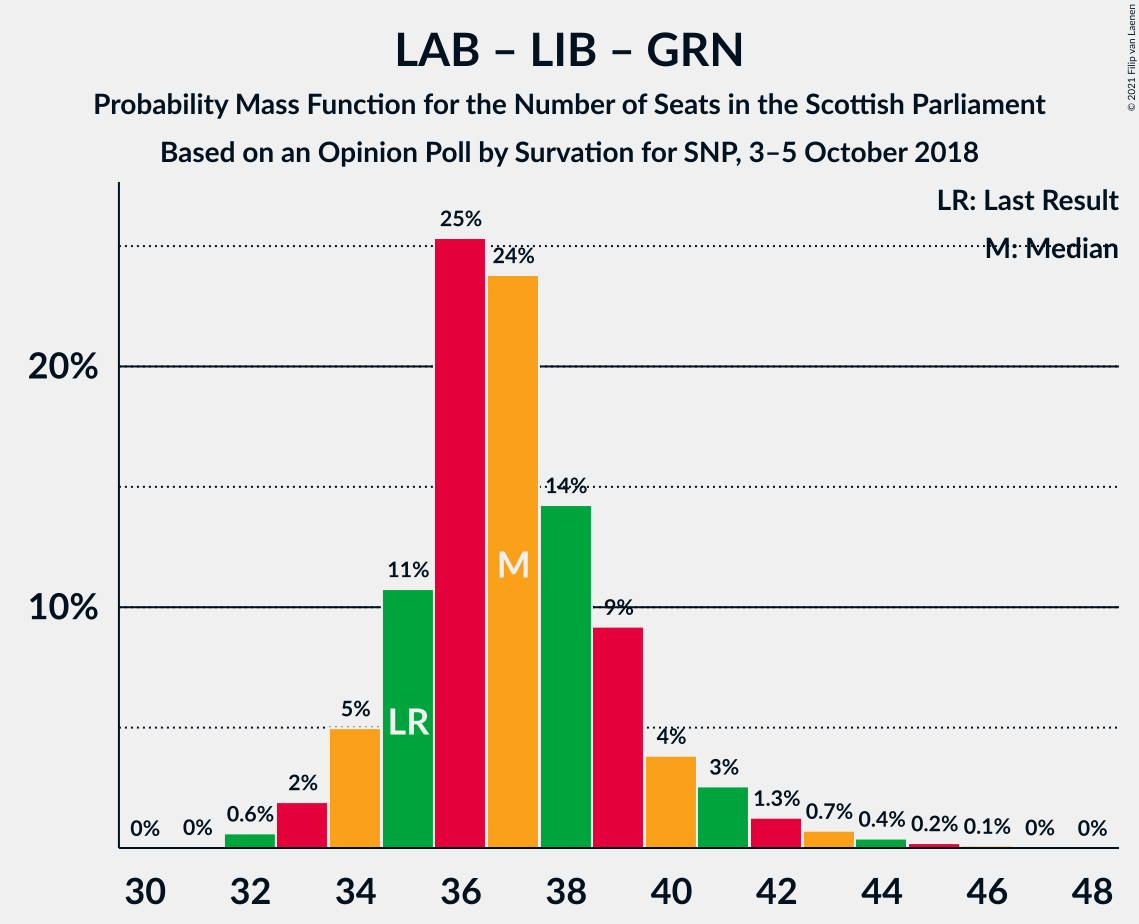 LAB – LIB – GRN
Probability Mass Function for the Number of Seats in the Scottish Parliament
Based on an Opinion Poll by Survation for SNP, 3–5 October 2018
© 2021 Filip van Laenen
LR: Last Result
M: Median
20%
10%
0%
0%
0.6%
2%
5%
11%
25%
24%
14%
9%
4%
3%
1.3%
0.7%
0.4%
0.2%
0.1%
0%
0%
LR
M
30 32 34 36 38 40 42 44 46 48